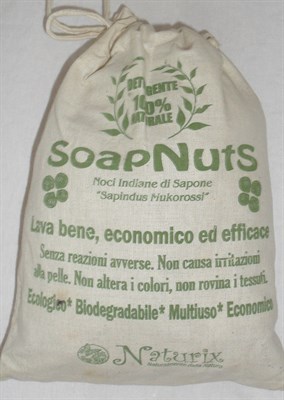 DETERGENTE
100%
NATURALE
SoapNutS
Noci Indiane di Sapone
"Sapindus Mukorossi"
Lava bene, economico ed efficace
Senza reazioni avverse. Non causa irritazioni
alla pelle. Non altera i colori, non rovina i tessuti.
Ecologico* Biodegradabile* Multiuso* Economico
Naturix